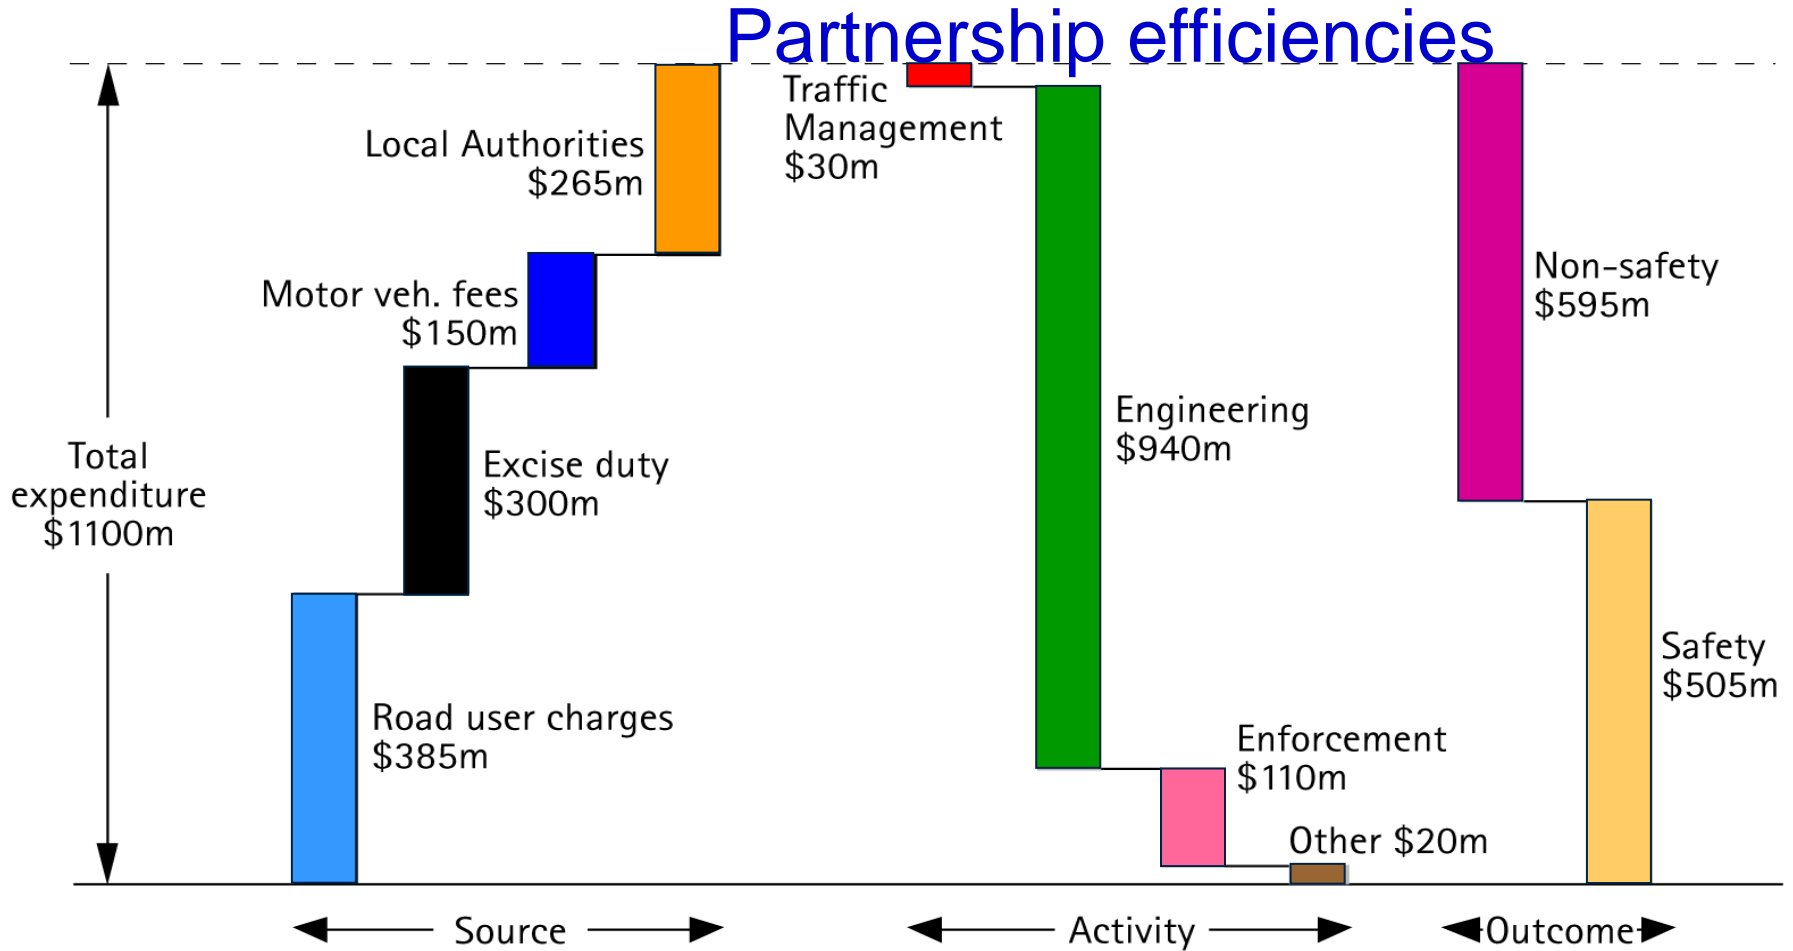 Partnership efficiencies
Total
expenditure
$1100m
Local Authorities
$265m
Motor veh. fees
$150m
Excise duty
$300m
Road user charges
$385m
Traffic
Management
$30m
Engineering
$940m
Enforcement
$110m
Other $20m
Non-safety
$595m
Safety
$505m
Source
Activity
Outcome